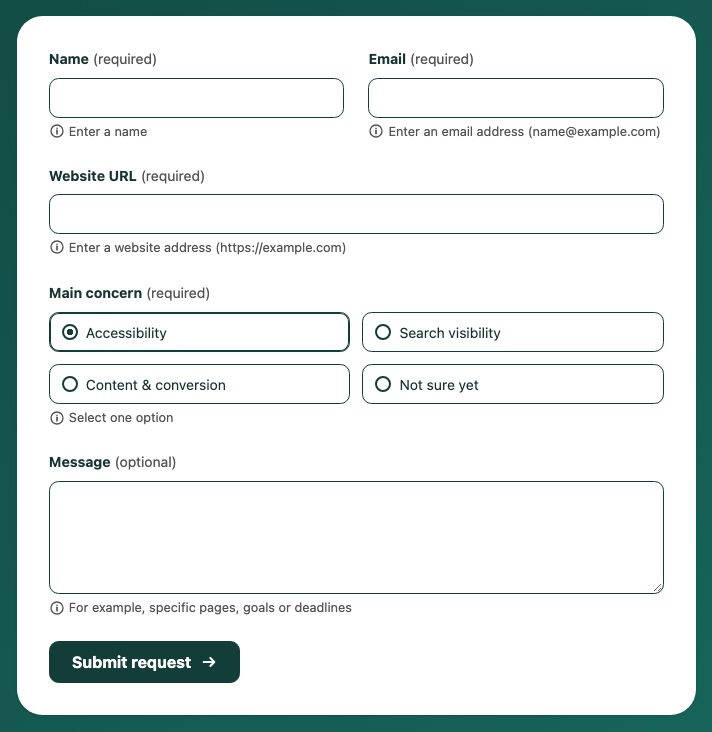 Name (required)
Email (required)
Enter a name
Enter an email address (name@example.com)
Website URL (required)
Enter a website address (https://example.com)
Main concern (required)
Accessibility
Search visibility
Content & conversion
Not sure yet
Select one option
Message (optional)
For example, specific pages, goals or deadlines
Submit request →